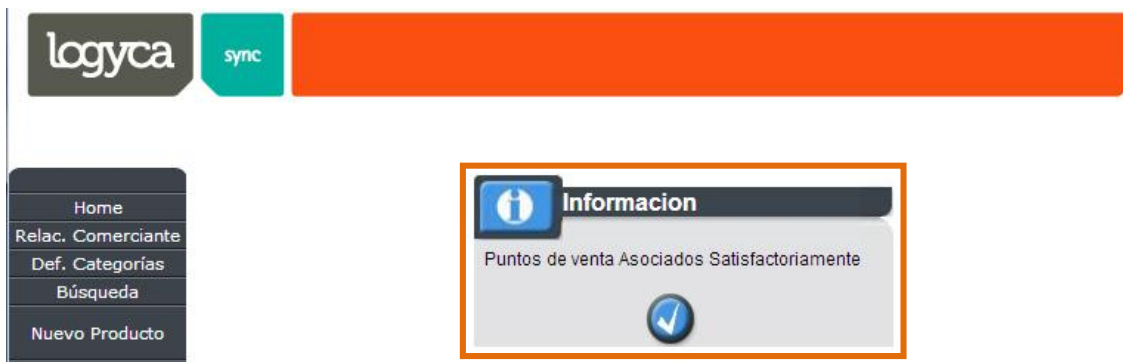 logyca sync
Home
Relac. Comerciante
Def. Categorías
Búsqueda
Nuevo Producto
Informacion
Puntos de venta Asociados Satisfactoriamente